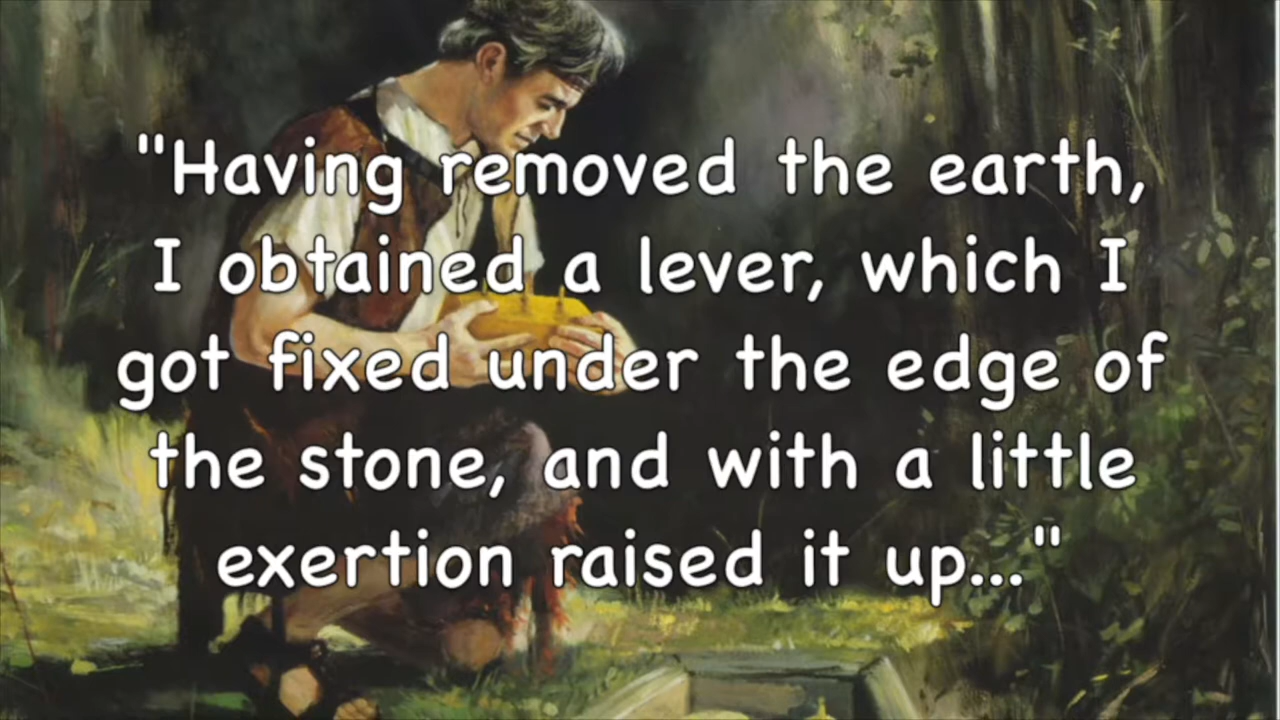 "Having removed the earth,
I obtained a lever, which I
got fixed under the edge of
the stone, and with a little
exertion raised it up..."